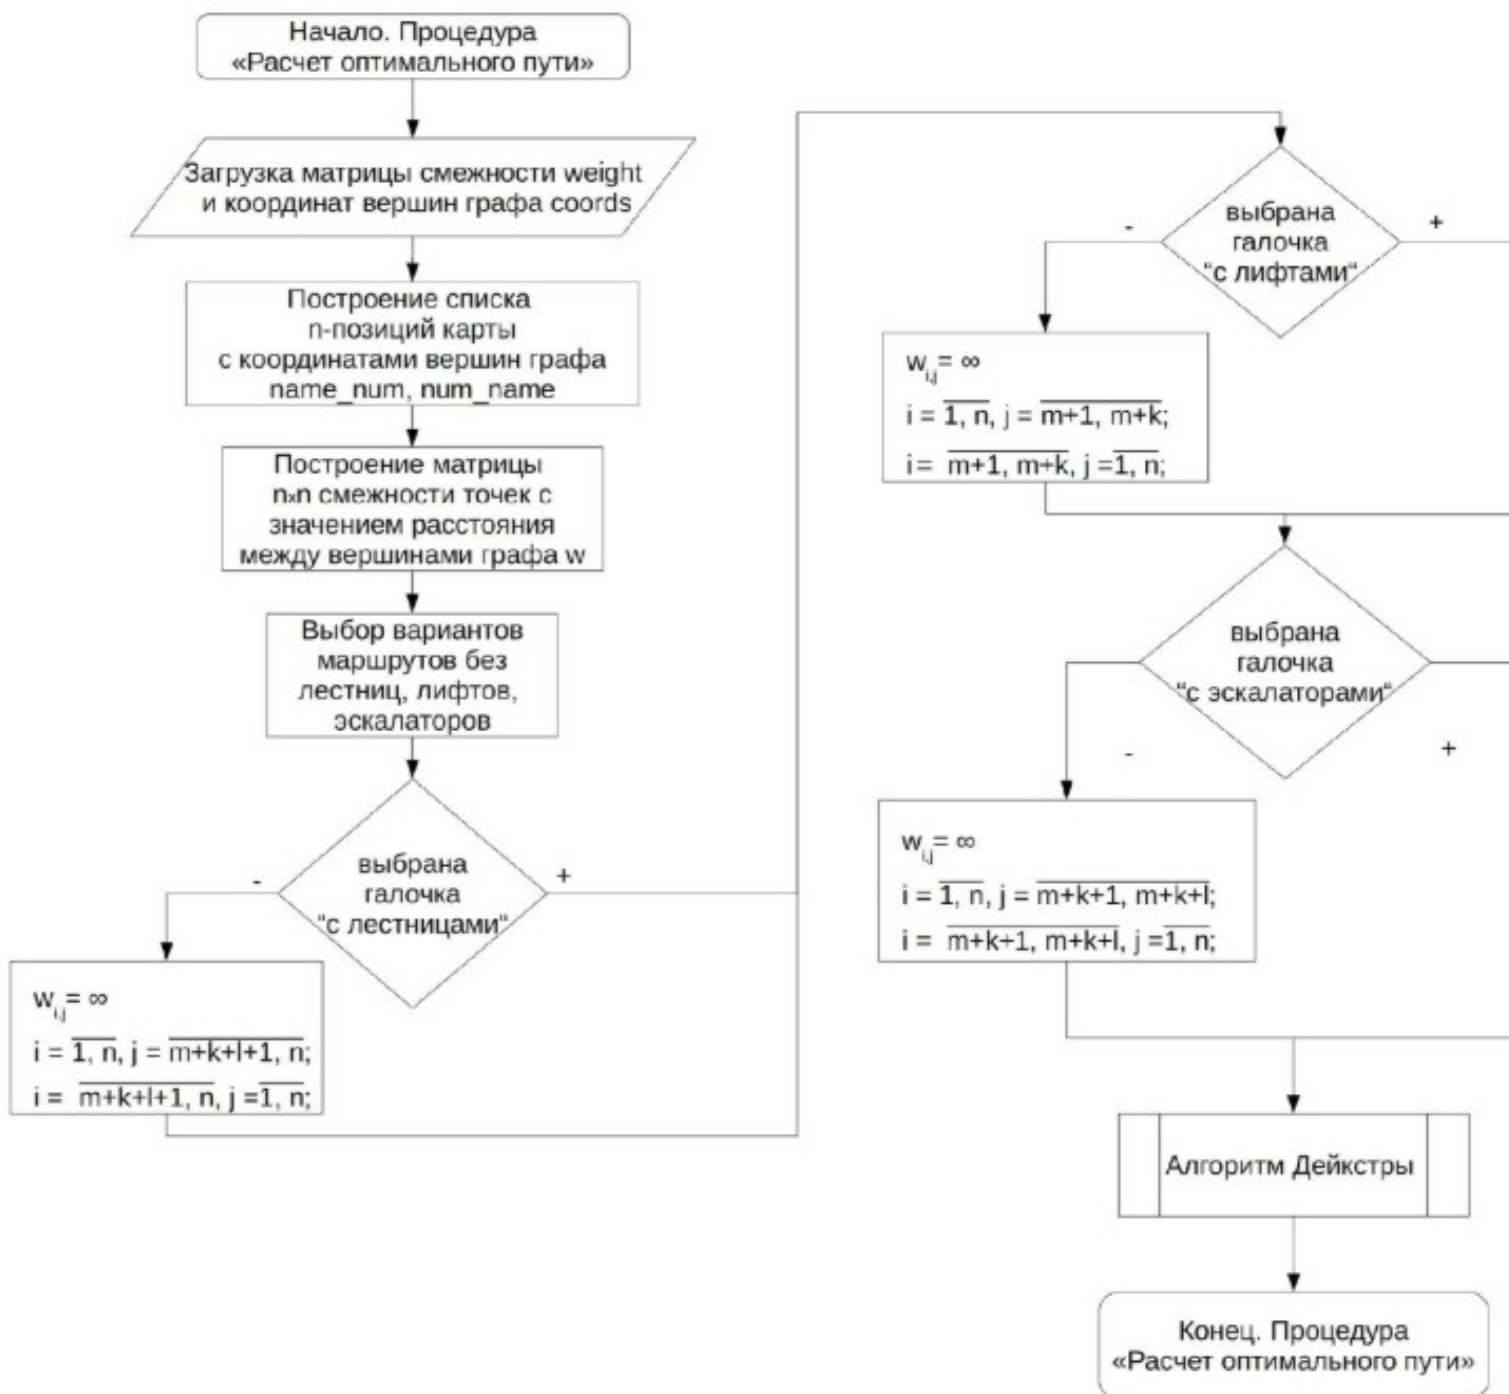 Начало. Процедура
«Расчет оптимального пути»
Загрузка матрицы смежности weight
и координат вершин графа coords
Построение списка
n-позиций карты
с координатами вершин графа
name_num, num_name
Построение матрицы
nxn смежности точек с
значением расстояния
между вершинами графа w
Выбор вариантов
маршрутов без
лестниц, лифтов,
эскалаторов
выбрана
галочка
“с лестницами“
-
+
w i,j = ∞
i = 1, n, j = m+k+l+1, n;
i = m+k+l+1, n, j =1, n;
выбрана
галочка
“с лифтами“
-
+
w i,j = ∞
i = 1, n, j = m+1, m+k;
i = m+1, m+k, j =1, n;
выбрана
галочка
“с эскалаторами“
-
+
w i,j = ∞
i = 1, n, j = m+k+1, m+k+l;
i = m+k+1, m+k+l, j =1, n;
Алгоритм Дейкстры
Конец. Процедура
«Расчет оптимального пути»